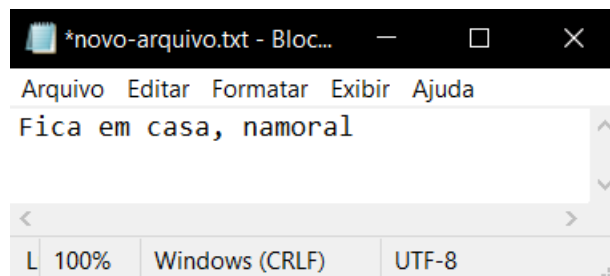 *novo-arquivo.txt - Bloc...
Arquivo Editar Formatar Exibir Ajuda
Fica em casa, namoral
L 100% Windows (CRLF) UTF-8